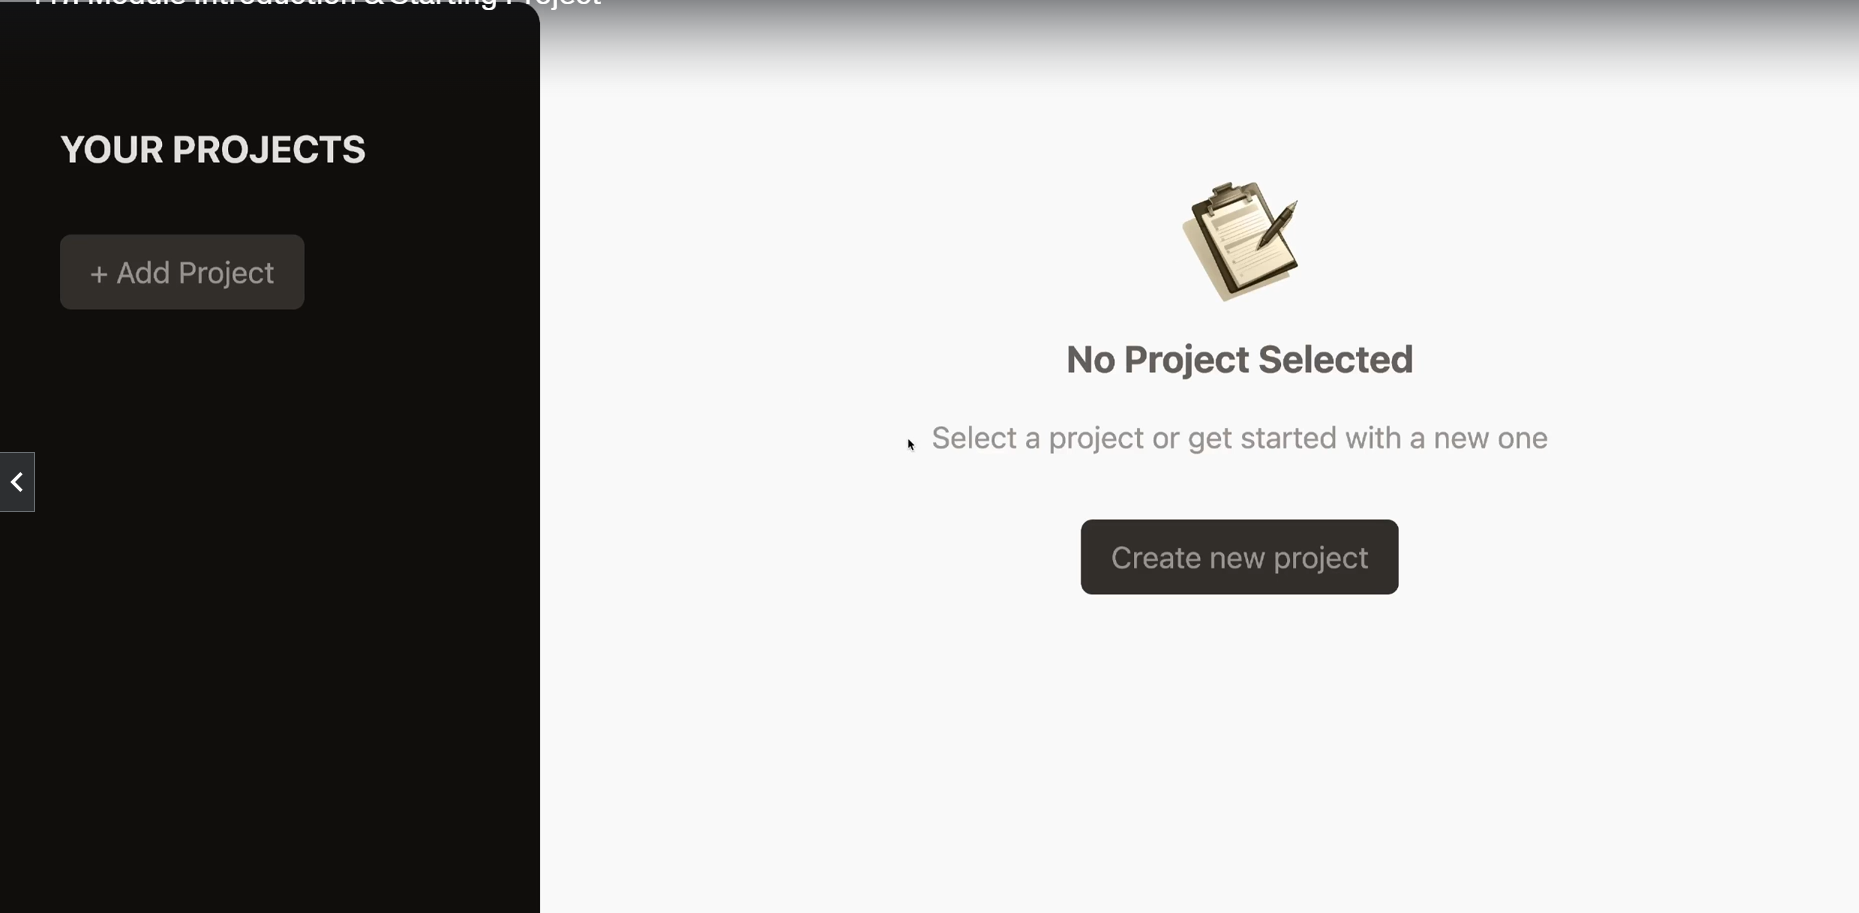 Module Introduction & Starting Project
YOUR PROJECTS
+ Add Project
No Project Selected
Select a project or get started with a new one
Create new project